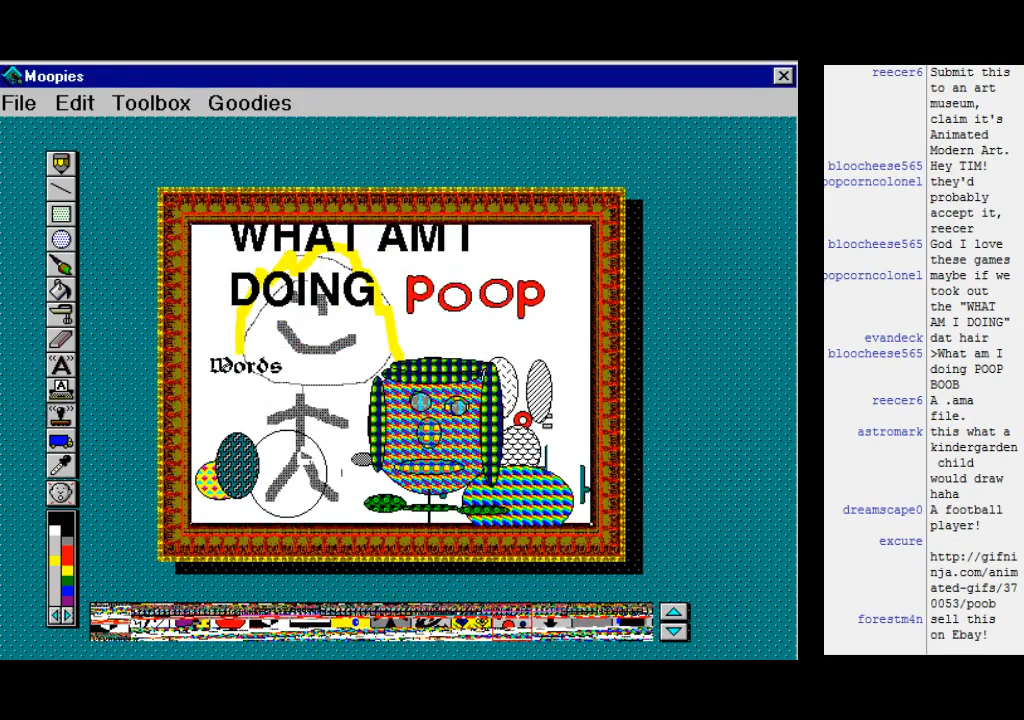 Moopies
File Edit Toolbox Goodies
WHAT AM I
DOING Poop
Words
"A"
A
reecer6 Submit this
to an art
museum,
claim it's
Animated
Modern Art.
bloocheese565 Hey TIM!
opcorncolonel they'd
probably
accept it,
reecer
bloocheese565 God I love
these games
opcorncolonel maybe if we
took out
the "WHAT
AM I DOING"
evandeck dat hair
bloocheese565 >What am I
doing POOP
BOOB
reecer6 A .ama
file.
astromark this what a
kindergarden
child
would draw
haha
dreamscape0 A football
player!
excure
http://gifni
nja.com/anim
ated-gifs/37
0053/poob
forestm4n sell this
on Ebay!